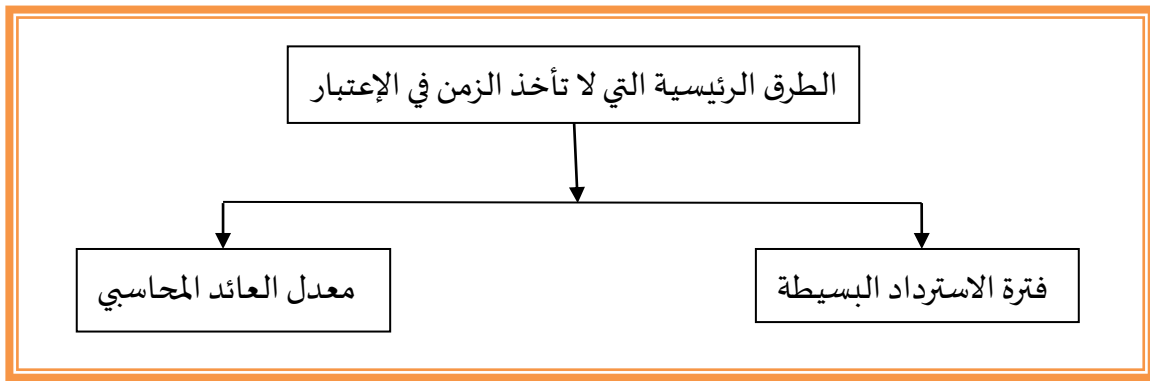 الطرق الرئيسية التي لا تأخذ الزمن في الإعتبار
فترة الاسترداد البسيطة
معدل العائد المحاسبي